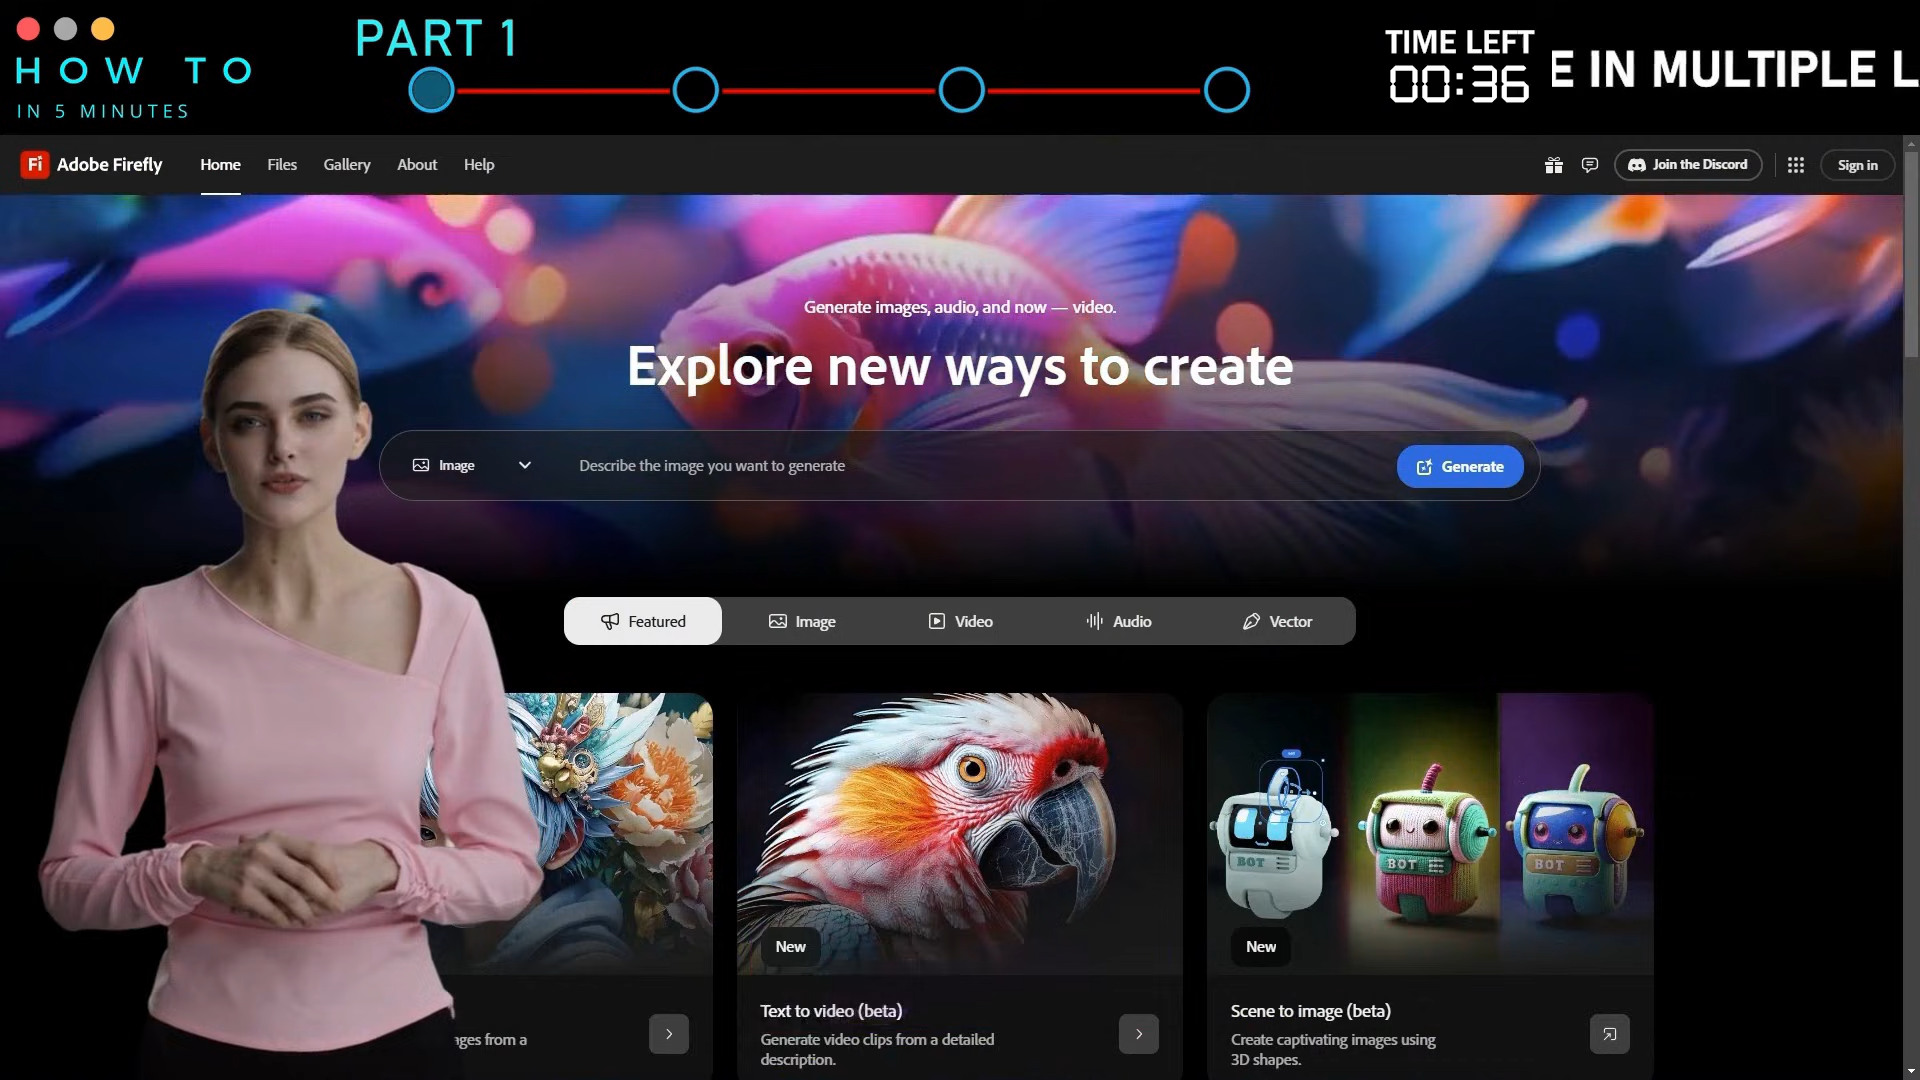 HOW TO
IN 5 MINUTES
PART 1
TIME LEFT
00:36
E IN MULTIPLE L
Fi Adobe Firefly
Home
Files
Gallery
About
Help
Join the Discord
Sign in
Generate images, audio, and now — video.
Explore new ways to create
Image
Describe the image you want to generate
Generate
Featured
Image
Video
Audio
Vector
BOT
BOT
BOT
New
New
ages from a
Text to video (beta)
Generate video clips from a detailed
description.
Scene to image (beta)
Create captivating images using
3D shapes.